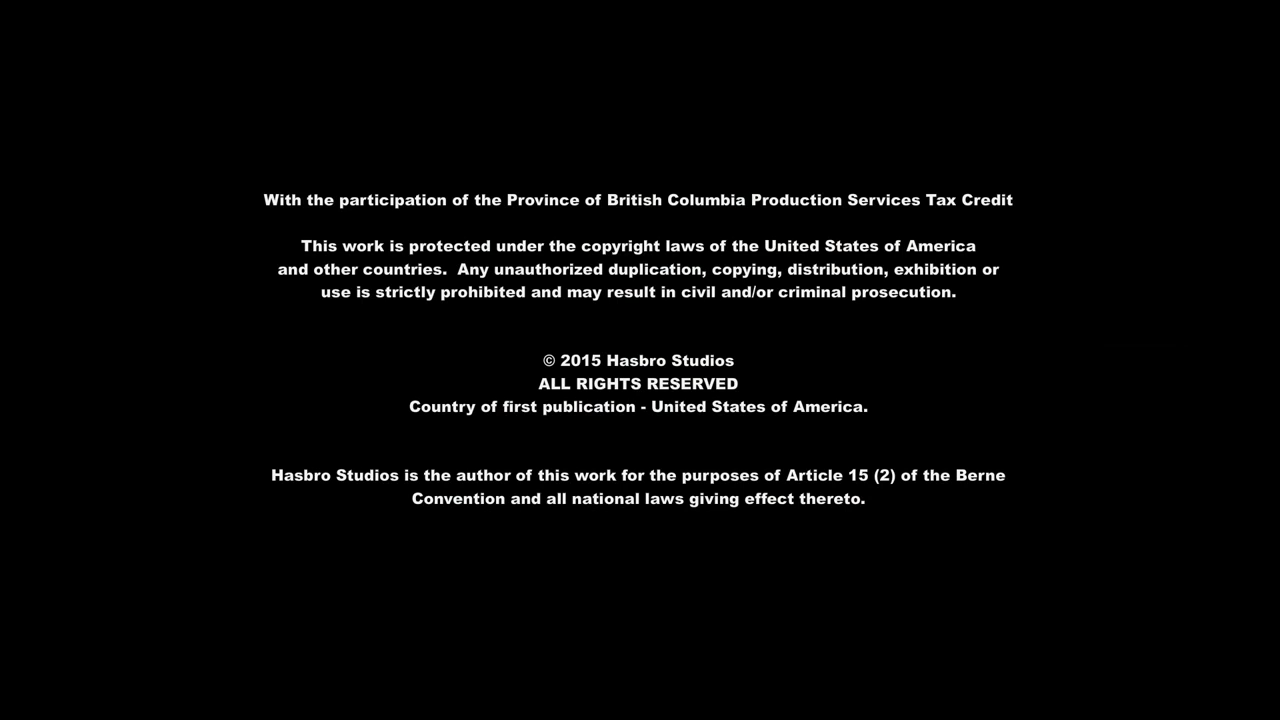 With the participation of the Province of British Columbia Production Services Tax Credit
This work is protected under the copyright laws of the United States of America
and other countries.  Any unauthorized duplication, copying, distribution, exhibition or
use is strictly prohibited and may result in civil and/or criminal prosecution.
© 2015 Hasbro Studios
ALL RIGHTS RESERVED
Country of first publication - United States of America.
Hasbro Studios is the author of this work for the purposes of Article 15 (2) of the Berne
Convention and all national laws giving effect thereto.